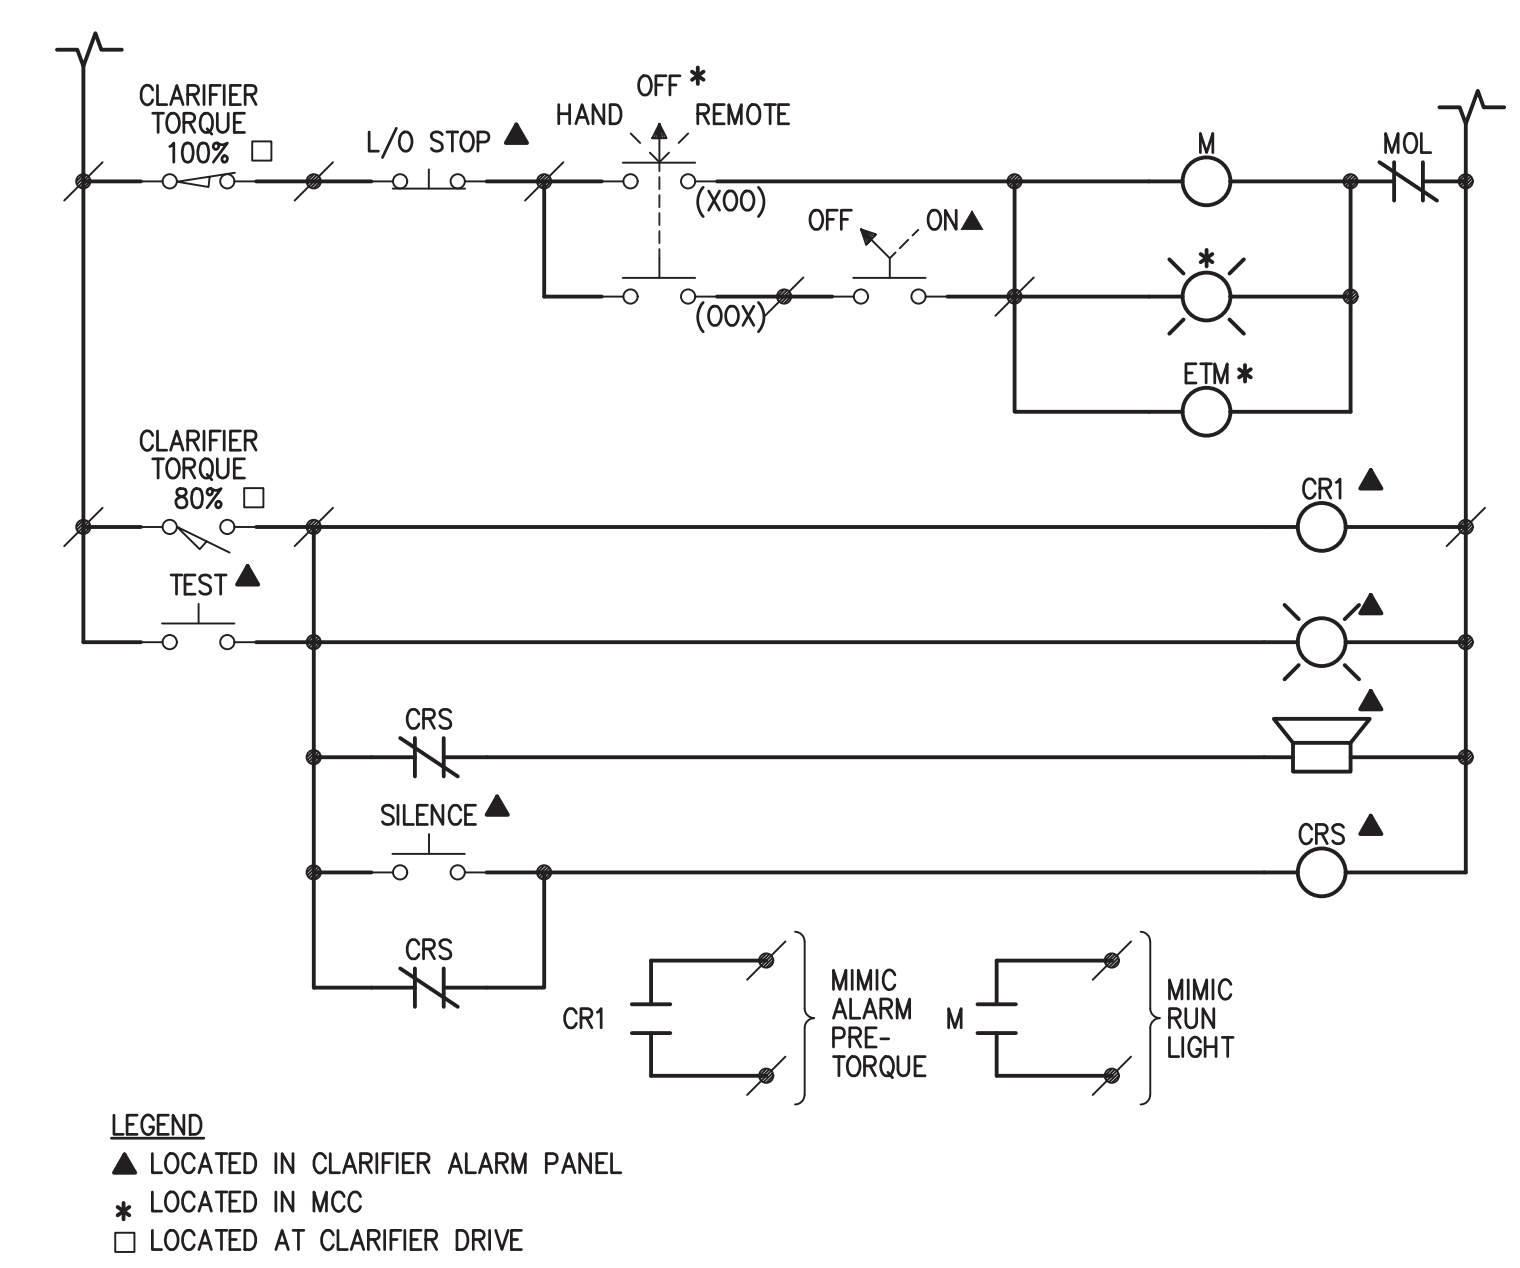 CLARIFIER
TORQUE
100%
L/O STOP
OFF *
HAND
REMOTE
(XOO)
M
MOL
OFF
ON
*
(OOX)
ETM *
CLARIFIER
TORQUE
80%
CR1
TEST
CRS
SILENCE
CRS
CRS
CR1
MIMIC
ALARM
PRE-
TORQUE
M
MIMIC
RUN
LIGHT
LEGEND
▲ LOCATED IN CLARIFIER ALARM PANEL
* LOCATED IN MCC
□ LOCATED AT CLARIFIER DRIVE